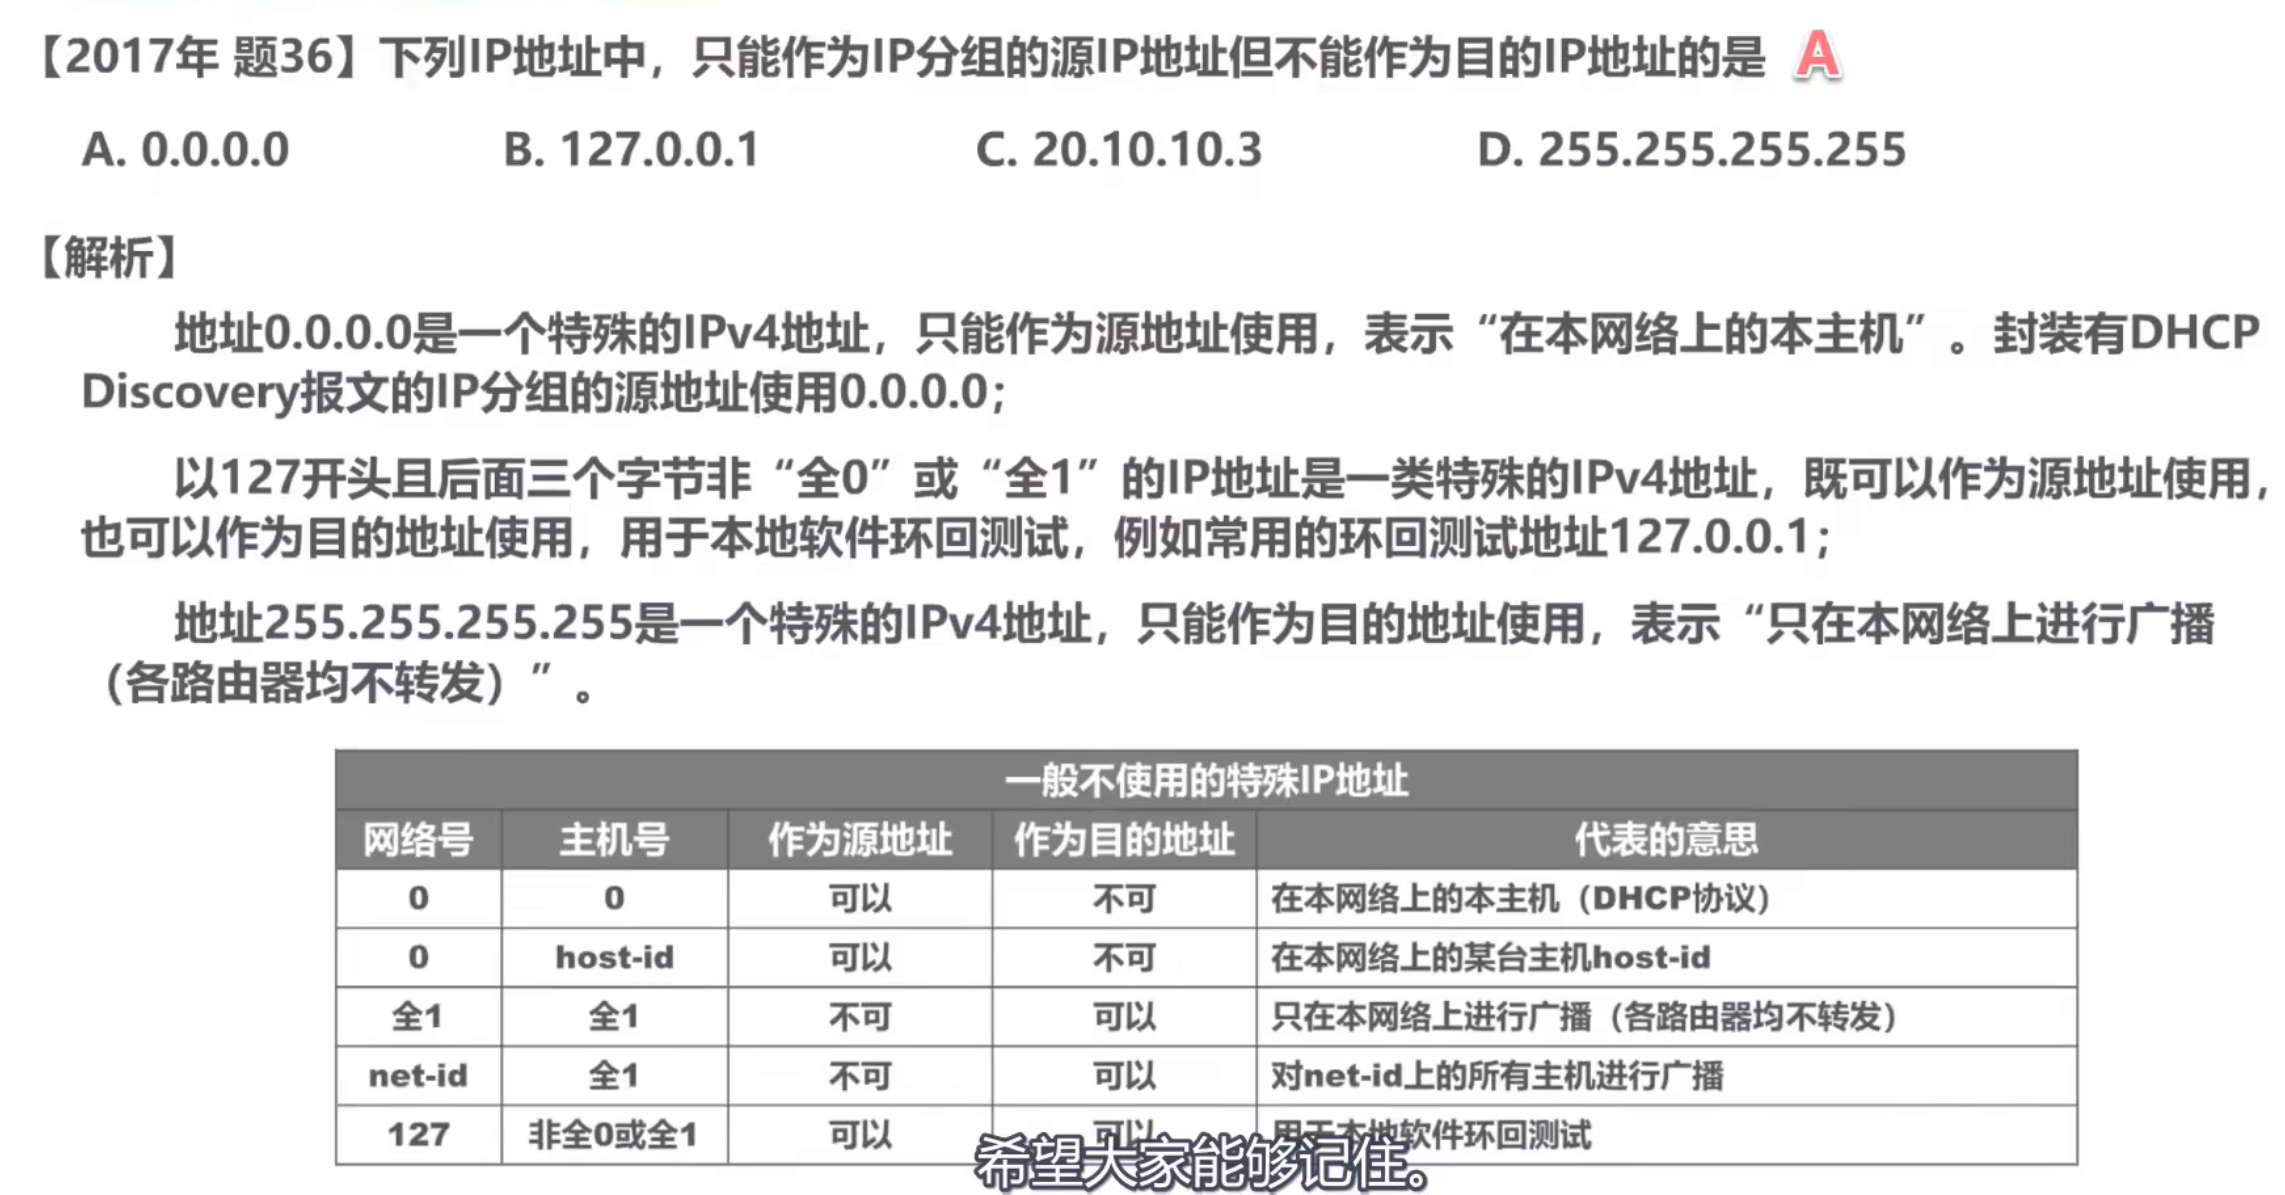 【2017年 题36】下列IP地址中，只能作为IP分组的源IP地址但不能作为目的IP地址的是 A
A. 0.0.0.0 B. 127.0.0.1 C. 20.10.10.3 D. 255.255.255.255
【解析】
地址0.0.0.0是一个特殊的IPv4地址，只能作为源地址使用，表示“在本网络上的本主机”。封装有DHCP
Discovery报文的IP分组的源地址使用0.0.0.0；
以127开头且后面三个字节非“全0”或“全1”的IP地址是一类特殊的IPv4地址，既可以作为源地址使用，
也可以作为目的地址使用，用于本地软件环回测试，例如常用的环回测试地址127.0.0.1；
地址255.255.255.255是一个特殊的IPv4地址，只能作为目的地址使用，表示“只在本网络上进行广播
（各路由器均不转发）”。
一般不使用的特殊IP地址
网络号 主机号 作为源地址 作为目的地址 代表的意思
0 0 可以 不可 在本网络上的本主机（DHCP协议）
0 host-id 可以 不可 在本网络上的某台主机host-id
全1 全1 不可 可以 只在本网络上进行广播（各路由器均不转发）
net-id 全1 不可 可以 对net-id上的所有主机进行广播
127 非全0或全1 可以 可以 用于本地软件环回测试
希望大家能够记住。